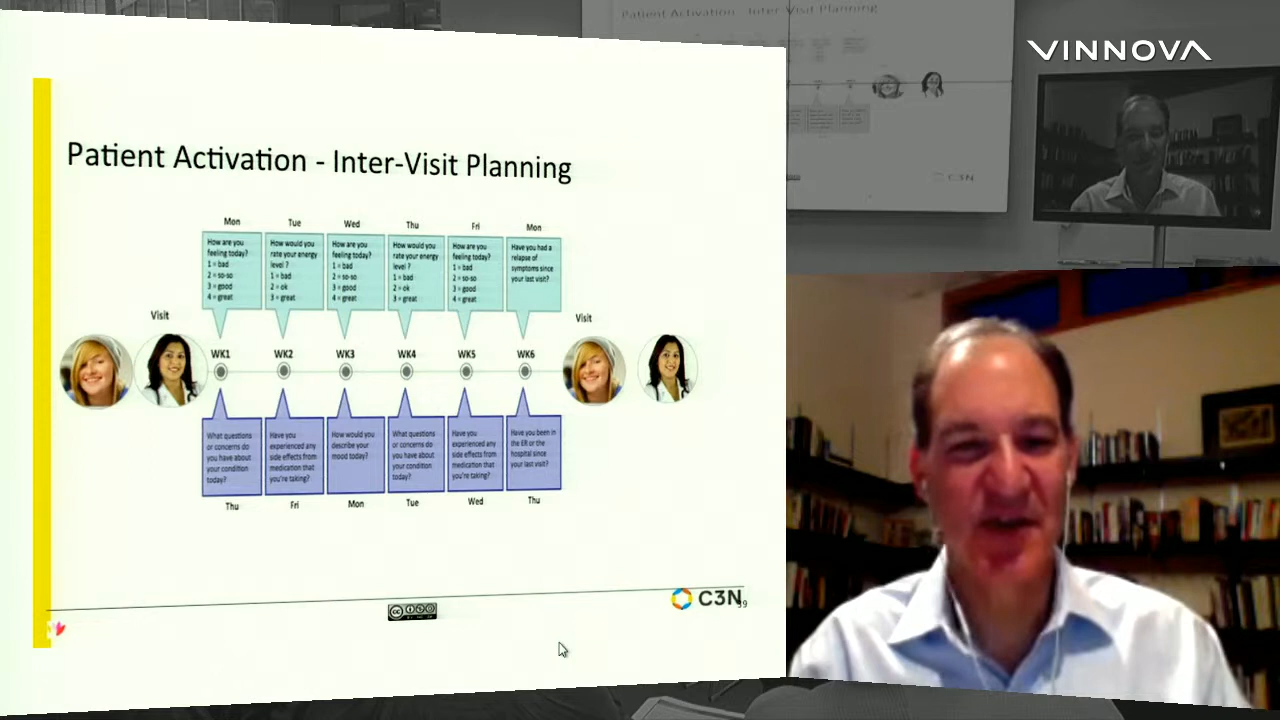 Patient Activation - Inter-Visit Planning
VINNOVA
Patient Activation - Inter-Visit Planning
Mon
Tue
Wed
Thu
Fri
Mon
How are you
feeling today?
1 = bad
2 = so-so
3 = good
4 = great
How would you
rate your energy
level ?
1 = bad
2 = ok
3 = great
How are you
feeling today?
1 = bad
2 = so-so
3 = good
4 = great
How would you
rate your energy
level ?
1 = bad
2 = ok
3 = great
How are you
feeling today?
1 = bad
2 = so-so
3 = good
4 = great
Have you had a
relapse of
symptoms since
your last visit?
Visit
Visit
WK1
WK2
WK3
WK4
WK5
WK6
What questions
or concerns do
you have about
your condition
today?
Have you
experienced any
side effects from
medication that
you're taking?
How would you
describe your
mood today?
What questions
or concerns do
you have about
your condition
today?
Have you
experienced any
side effects from
medication that
you're taking?
Have you been in
the ER or the
hospital since
your last visit?
Thu
Fri
Mon
Tue
Wed
Thu
cc
C3N
39
C3N